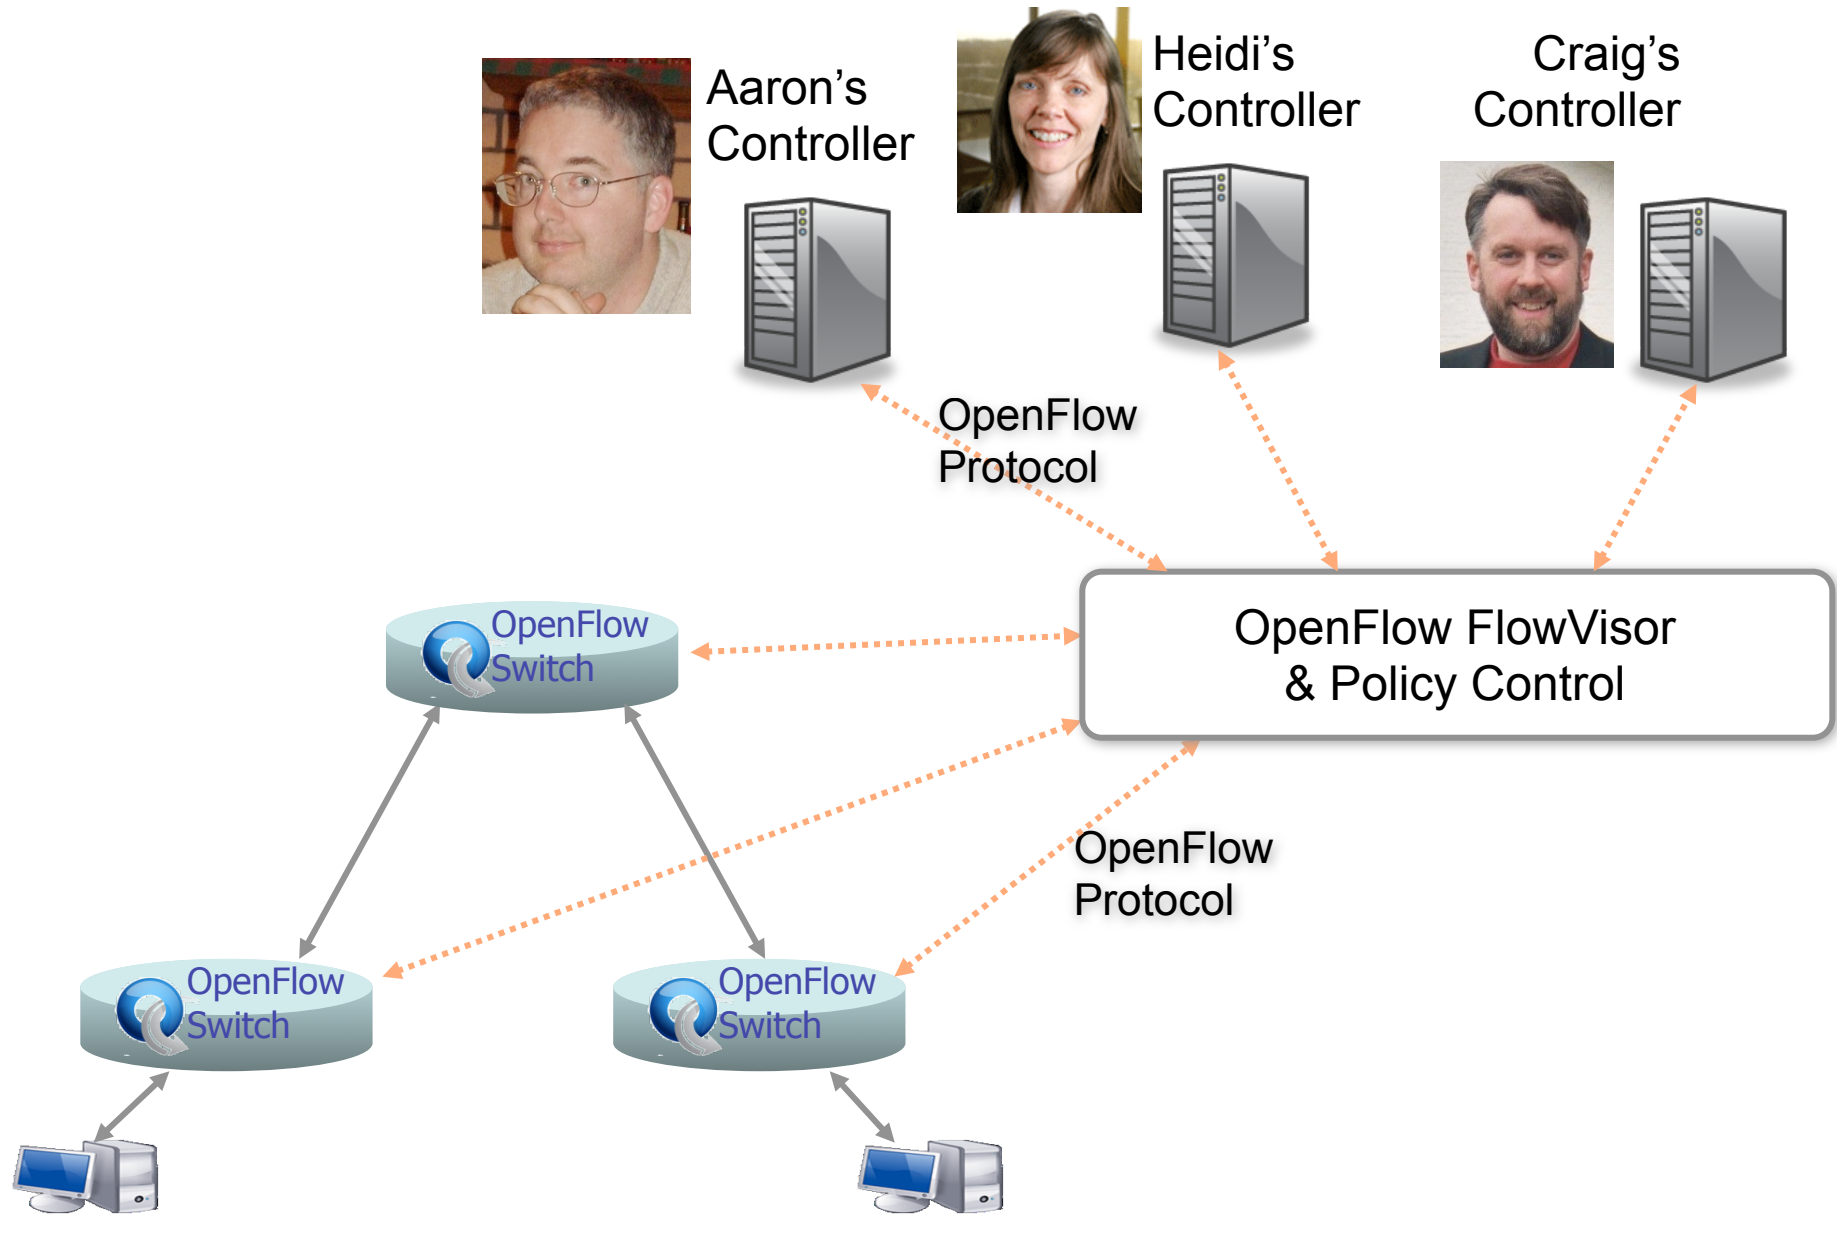 Aaron's
Controller
Heidi's
Controller
Craig's
Controller
OpenFlow
Protocol
OpenFlow FlowVisor
& Policy Control
OpenFlow
Switch
OpenFlow
Protocol
OpenFlow
Switch
OpenFlow
Switch